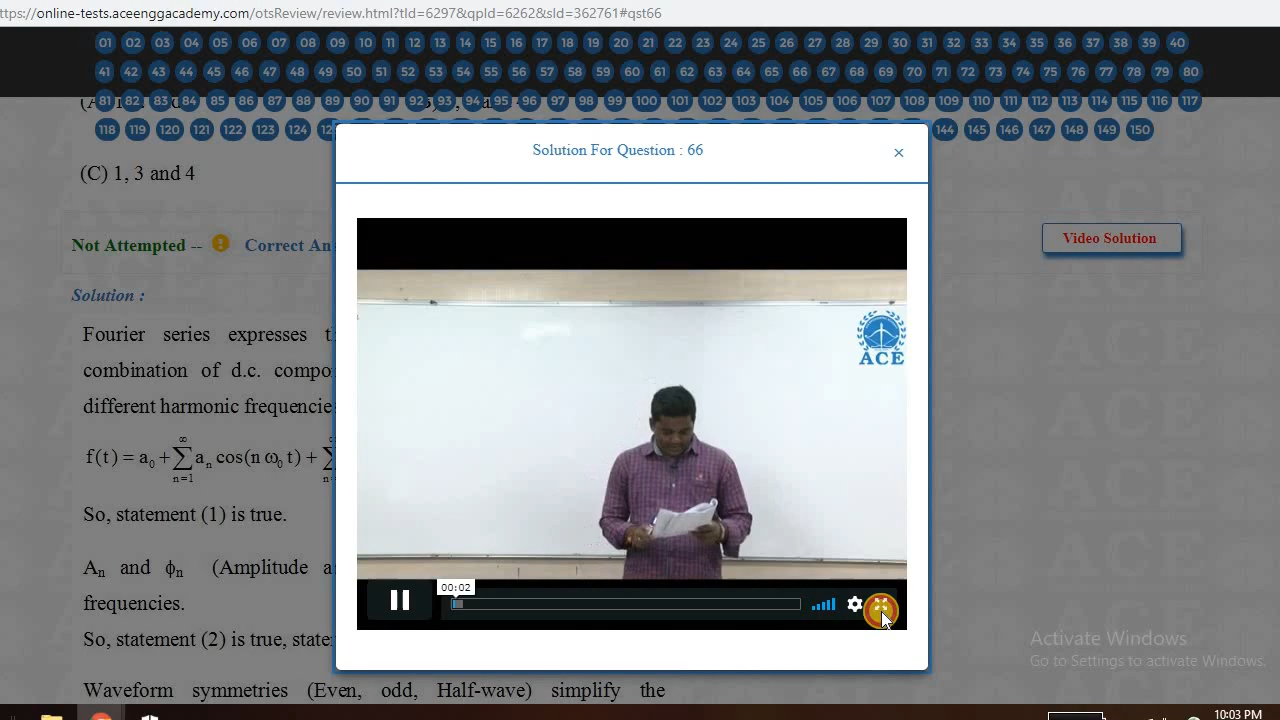 ttps://online-tests.aceenggacademy.com/otsReview/review.html?tId=6297&qpId=6262&sId=362761#qst66
01 02 03 04 05 06 07 08 09 10 11 12 13 14 15 16 17 18 19 20 21 22 23 24 25 26 27 28 29 30 31 32 33 34 35 36 37 38 39 40
41 42 43 44 45 46 47 48 49 50 51 52 53 54 55 56 57 58 59 60 61 62 63 64 65 66 67 68 69 70 71 72 73 74 75 76 77 78 79 80
81 82 83 84 85 86 87 88 89 90 91 92 93 94 95 96 97 98 99 100 101 102 103 104 105 106 107 108 109 110 111 112 113 114 115 116 117
118 119 120 121 122 123 124 144 145 146 147 148 149 150
Solution For Question : 66
×
(C) 1, 3 and 4
Not Attempted -- Correct An
Video Solution
Solution :
Fourier series expresses t
combination of d.c. compo
different harmonic frequencie
f(t) = a₀ + ∑ aₙ cos(n ω₀ t) + ∑
∞
n=1
So, statement (1) is true.
Aₙ and ϕₙ (Amplitude a
frequencies.
So, statement (2) is true, state
Waveform symmetries (Even, odd, Half-wave) simplify the
ACE
00:02
Activate Windows
Go to Settings to activate Windows.
10:03 PM